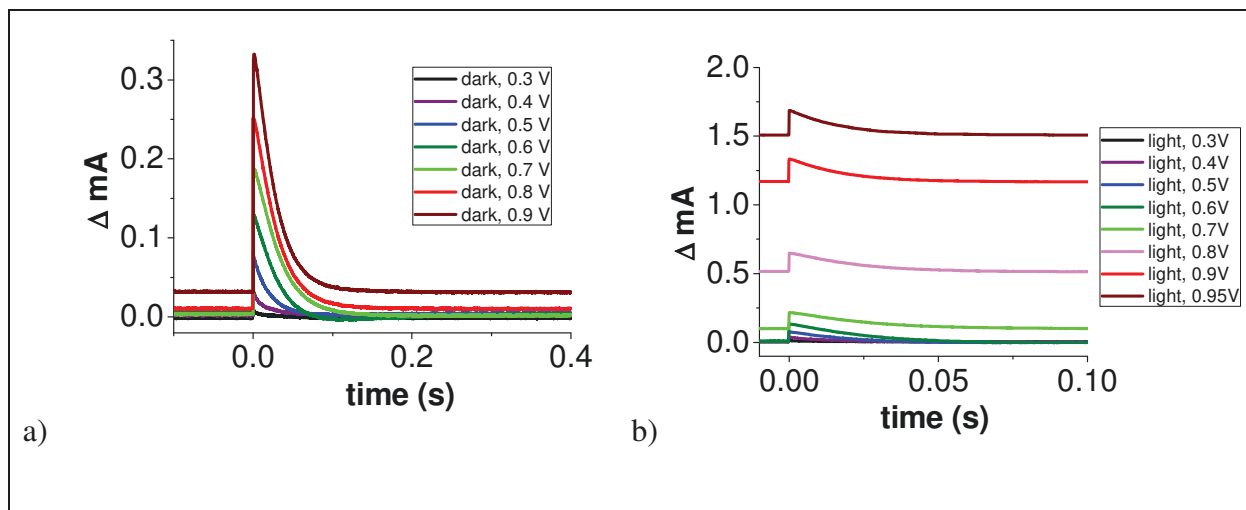 0.3
0.2
0.1
0.0
Δ mA
0.0
0.2
0.4
time (s)
dark, 0.3 V
dark, 0.4 V
dark, 0.5 V
dark, 0.6 V
dark, 0.7 V
dark, 0.8 V
dark, 0.9 V
a)
2.0
1.5
1.0
0.5
0.0
Δ mA
0.00
0.05
0.10
time (s)
light, 0.3V
light, 0.4V
light, 0.5V
light, 0.6V
light, 0.7V
light, 0.8V
light, 0.9V
light, 0.95V
b)